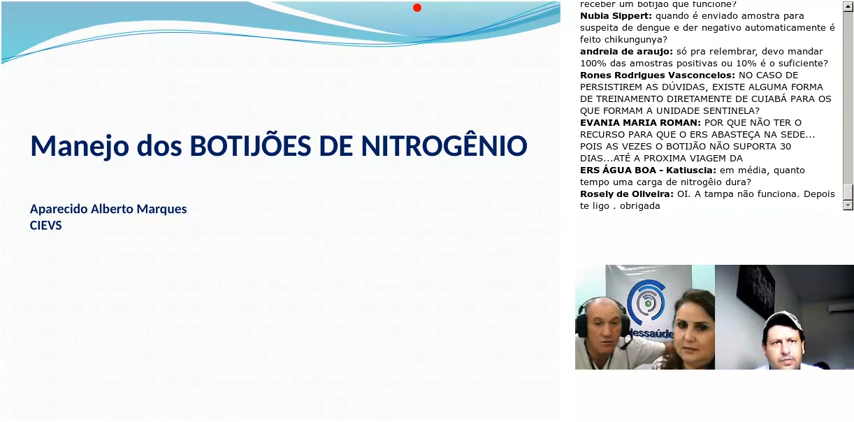 Manejo dos BOTIJÕES DE NITROGÊNIO
Aparecido Alberto Marques
CIEVS
receber um botijão que funcione?
Nubia Sippert: quando é enviado amostra para
suspeita de dengue e der negativo automaticamente é
feito chikungunya?
andreia de araujo: só pra relembrar, devo mandar
100% das amostras positivas ou 10% é o suficiente?
Rones Rodrigues Vasconcelos: NO CASO DE
PERSISTIREM AS DÚVIDAS, EXISTE ALGUMA FORMA
DE TREINAMENTO DIRETAMENTE DE CUIABÁ PARA OS
QUE FORMAM A UNIDADE SENTINELA?
EVANIA MARIA ROMAN: POR QUE NÃO TER O
RECURSO PARA QUE O ERS ABASTEÇA NA SEDE...
POIS AS VEZES O BOTIJÃO NÃO SUPORTA 30
DIAS...ATÉ A PROXIMA VIAGEM DA
ERS ÁGUA BOA - Katiuscia: em média, quanto
tempo uma carga de nitrogêio dura?
Rosely de Oliveira: OI. A tampa não funciona. Depois
te ligo . obrigada
lessaúde